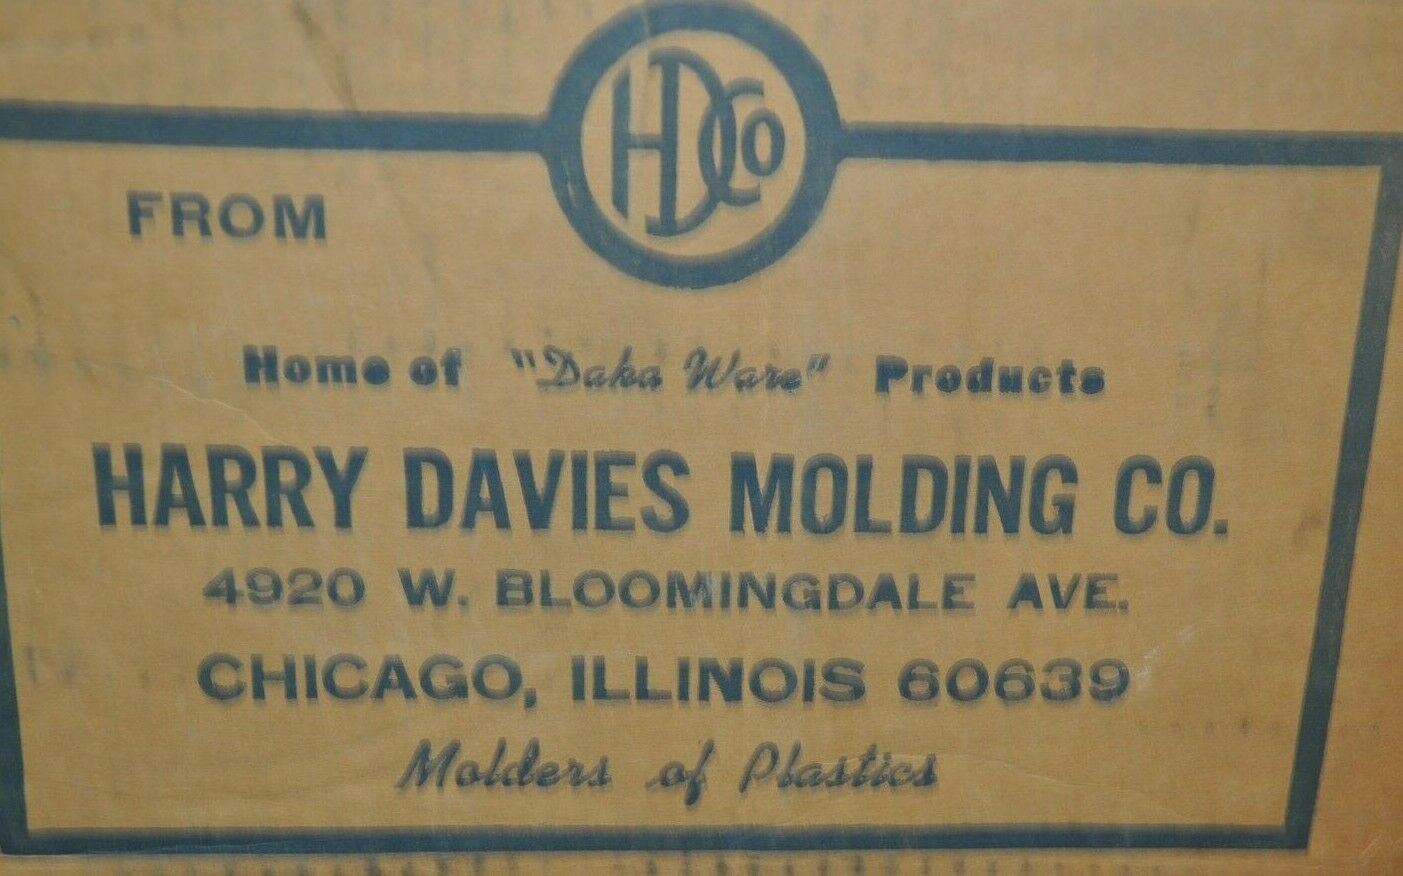 HDCo
FROM
Home of "Daka Ware" Products
HARRY DAVIES MOLDING CO.
4920 W. BLOOMINGDALE AVE.
CHICAGO, ILLINOIS 60639
Molders of Plastics